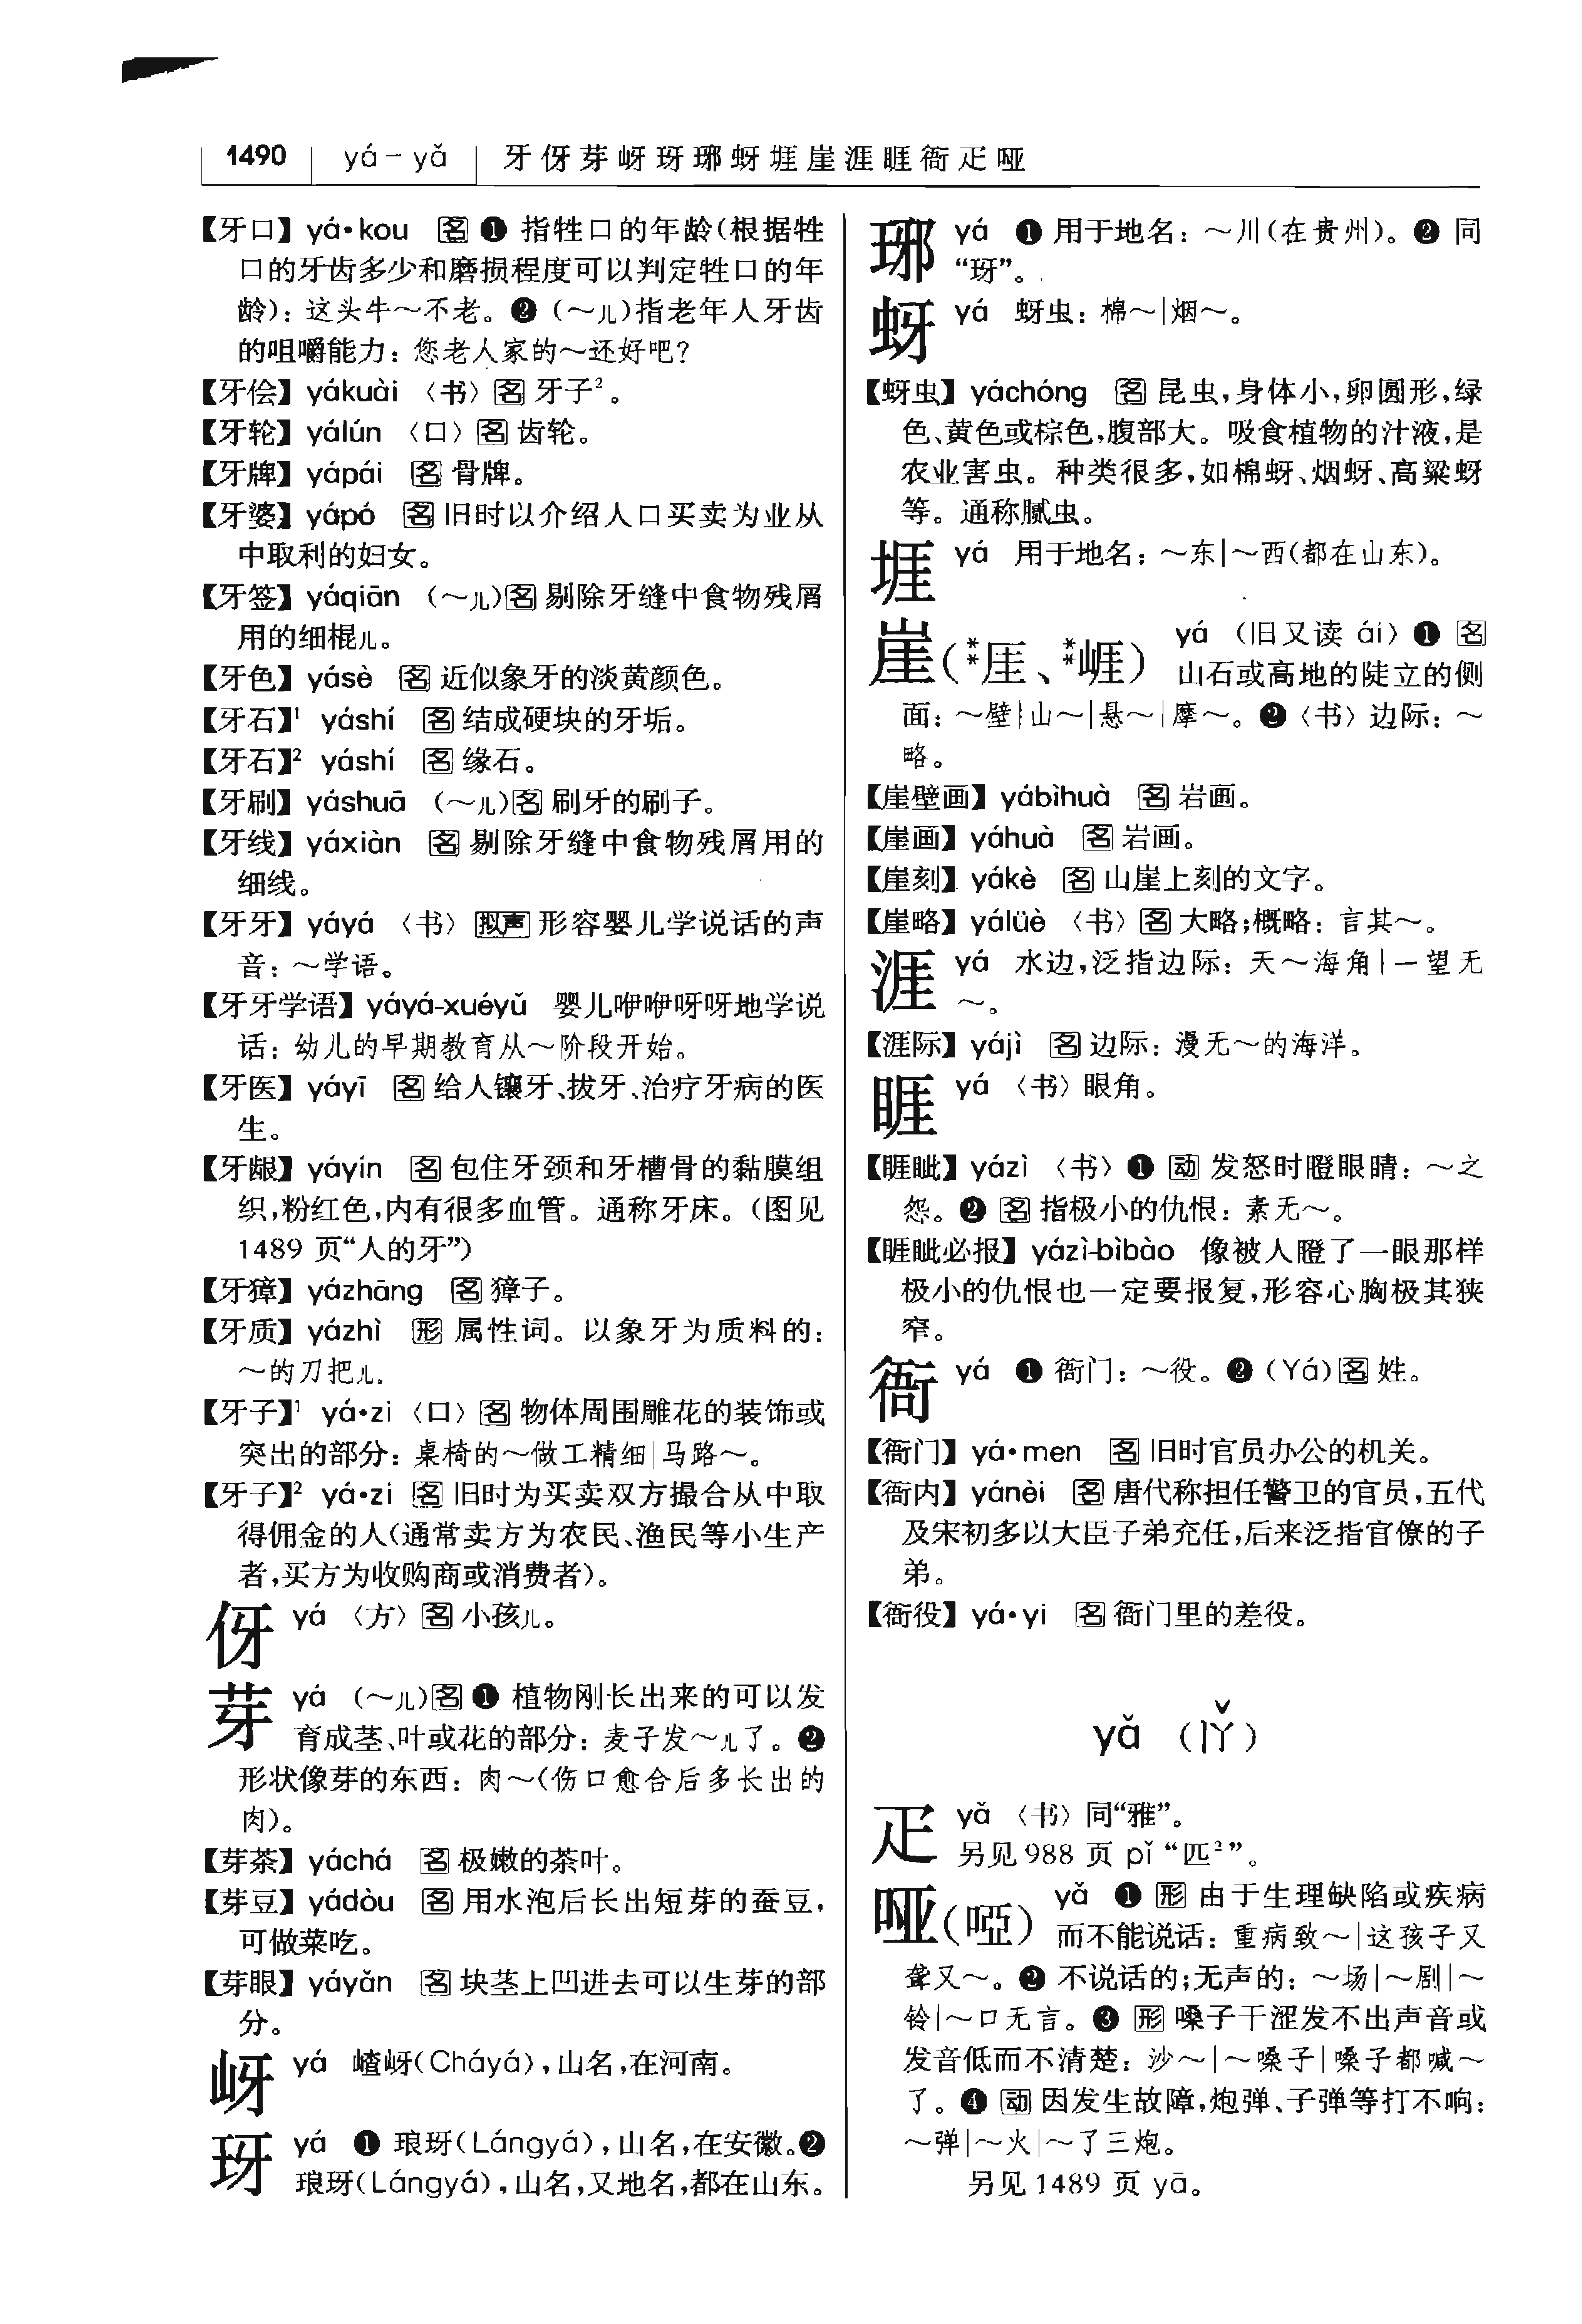 1490 yá－yǎ 牙伢芽岈玡琊蚜堐崖涯睚衙疋哑
【牙口】 yá•kou 名 ❶ 指牲口的年龄(根据牲
口的牙齿多少和磨损程度可以判定牲口的年
龄)：这头牛～不老。❷ (～儿)指老年人牙齿
的咀嚼能力：您老人家的～还好吧?
【牙侩】 yákuài 〈书〉名 牙子²。
【牙轮】 yálún 〈口〉名 齿轮。
【牙牌】 yápái 名 骨牌。
【牙婆】 yápó 名 旧时以介绍人口买卖为业从
中取利的妇女。
【牙签】 yáqiān (～儿)名 剔除牙缝中食物残屑
用的细棍儿。
【牙色】 yásè 名 近似象牙的淡黄颜色。
【牙石】¹ yáshí 名 结成硬块的牙垢。
【牙石】² yáshí 名 缘石。
【牙刷】 yáshuā (～儿)名 刷牙的刷子。
【牙线】 yáxiàn 名 剔除牙缝中食物残屑用的
细线。
【牙牙】 yáyá 〈书〉拟声 形容婴儿学说话的声
音：～学语。
【牙牙学语】 yáyá-xuéyǔ 婴儿咿咿呀呀地学说
话：幼儿的早期教育从～阶段开始。
【牙医】 yáyī 名 给人镶牙、拔牙、治疗牙病的医
生。
【牙龈】 yáyín 名 包住牙颈和牙槽骨的黏膜组
织，粉红色，内有很多血管。通称牙床。(图见
1489 页“人的牙”)
【牙獐】 yázhāng 名 獐子。
【牙质】 yázhì 形 属性词。以象牙为质料的：
～的刀把儿。
【牙子】¹ yá•zi 〈口〉名 物体周围雕花的装饰或
突出的部分：桌椅的～做工精细|马路～。
【牙子】² yá•zi 名 旧时为买卖双方撮合从中取
得佣金的人(通常卖方为农民、渔民等小生产
者，买方为收购商或消费者)。
伢 yá 〈方〉名 小孩儿。
芽 yá (～儿)名 ❶ 植物刚长出来的可以发
育成茎、叶或花的部分：麦子发～儿了。❷
形状像芽的东西：肉～(伤口愈合后多长出的
肉)。
【芽茶】 yáchá 名 极嫩的茶叶。
【芽豆】 yádòu 名 用水泡后长出短芽的蚕豆，
可做菜吃。
【芽眼】 yáyǎn 名 块茎上凹进去可以生芽的部
分。
岈 yá 嵖岈(Cháyá)，山名，在河南。
玡 yá ❶ 琅玡(Lángyá)，山名，在安徽。❷
琅玡(Lángyá)，山名，又地名，都在山东。
琊 yá ❶ 用于地名：～川(在贵州)。❷ 同
“玡”。
蚜 yá 蚜虫：棉～|烟～。
【蚜虫】 yáchóng 名 昆虫，身体小，卵圆形，绿
色、黄色或棕色，腹部大。吸食植物的汁液，是
农业害虫。种类很多，如棉蚜、烟蚜、高粱蚜
等。通称腻虫。
堐 yá 用于地名：～东|～西(都在山东)。
崖(**厓、**崕) yá (旧又读 ái) ❶ 名
山石或高地的陡立的侧
面：～壁|山～|悬～|摩～。❷〈书〉边际：～
略。
【崖壁画】 yábìhuà 名 岩画。
【崖画】 yáhuà 名 岩画。
【崖刻】 yákè 名 山崖上刻的文字。
【崖略】 yálüè 〈书〉名 大略；概略：言其～。
涯 yá 水边，泛指边际：天～海角|一望无
～。
【涯际】 yájì 名 边际：漫无～的海洋。
睚 yá 〈书〉眼角。
【睚眦】 yázì 〈书〉❶ 动 发怒时瞪眼睛：～之
怨。❷ 名 指极小的仇恨：素无～。
【睚眦必报】 yázì-bìbào 像被人瞪了一眼那样
极小的仇恨也一定要报复，形容心胸极其狭
窄。
衙 yá ❶ 衙门：～役。❷ (Yá)名 姓。
【衙门】 yá•men 名 旧时官员办公的机关。
【衙内】 yánèi 名 唐代称担任警卫的官员，五代
及宋初多以大臣子弟充任，后来泛指官僚的子
弟。
【衙役】 yá•yi 名 衙门里的差役。
yǎ (丨ㄚˇ)
疋 yǎ 〈书〉同“雅”。
另见 988 页 pǐ “匹²”。
哑(啞) yǎ ❶ 形 由于生理缺陷或疾病
而不能说话：重病致～|这孩子又
聋又～。❷ 不说话的；无声的：～场|～剧|～
铃|～口无言。❸ 形 嗓子干涩发不出声音或
发音低而不清楚：沙～|～嗓子|嗓子都喊～
了。❹ 动 因发生故障，炮弹、子弹等打不响：
～弹|～火|～了三炮。
另见 1489 页 yā。